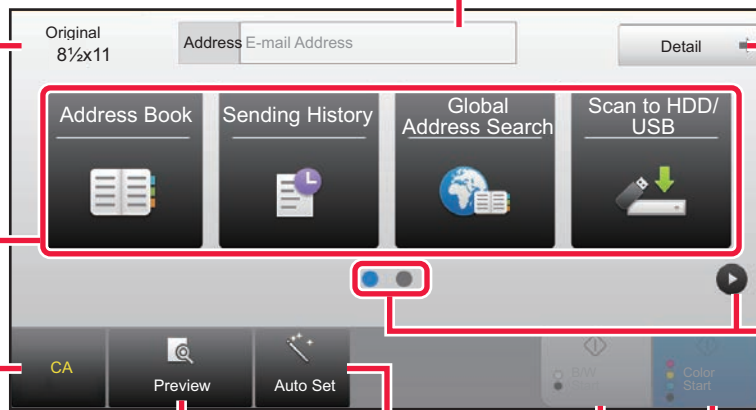 Original
8½x11
Address E-mail Address
Detail
Address Book
Sending History
Global
Address Search
Scan to HDD/
USB
CA
Preview
Auto Set
B/W
Start
Color
Start